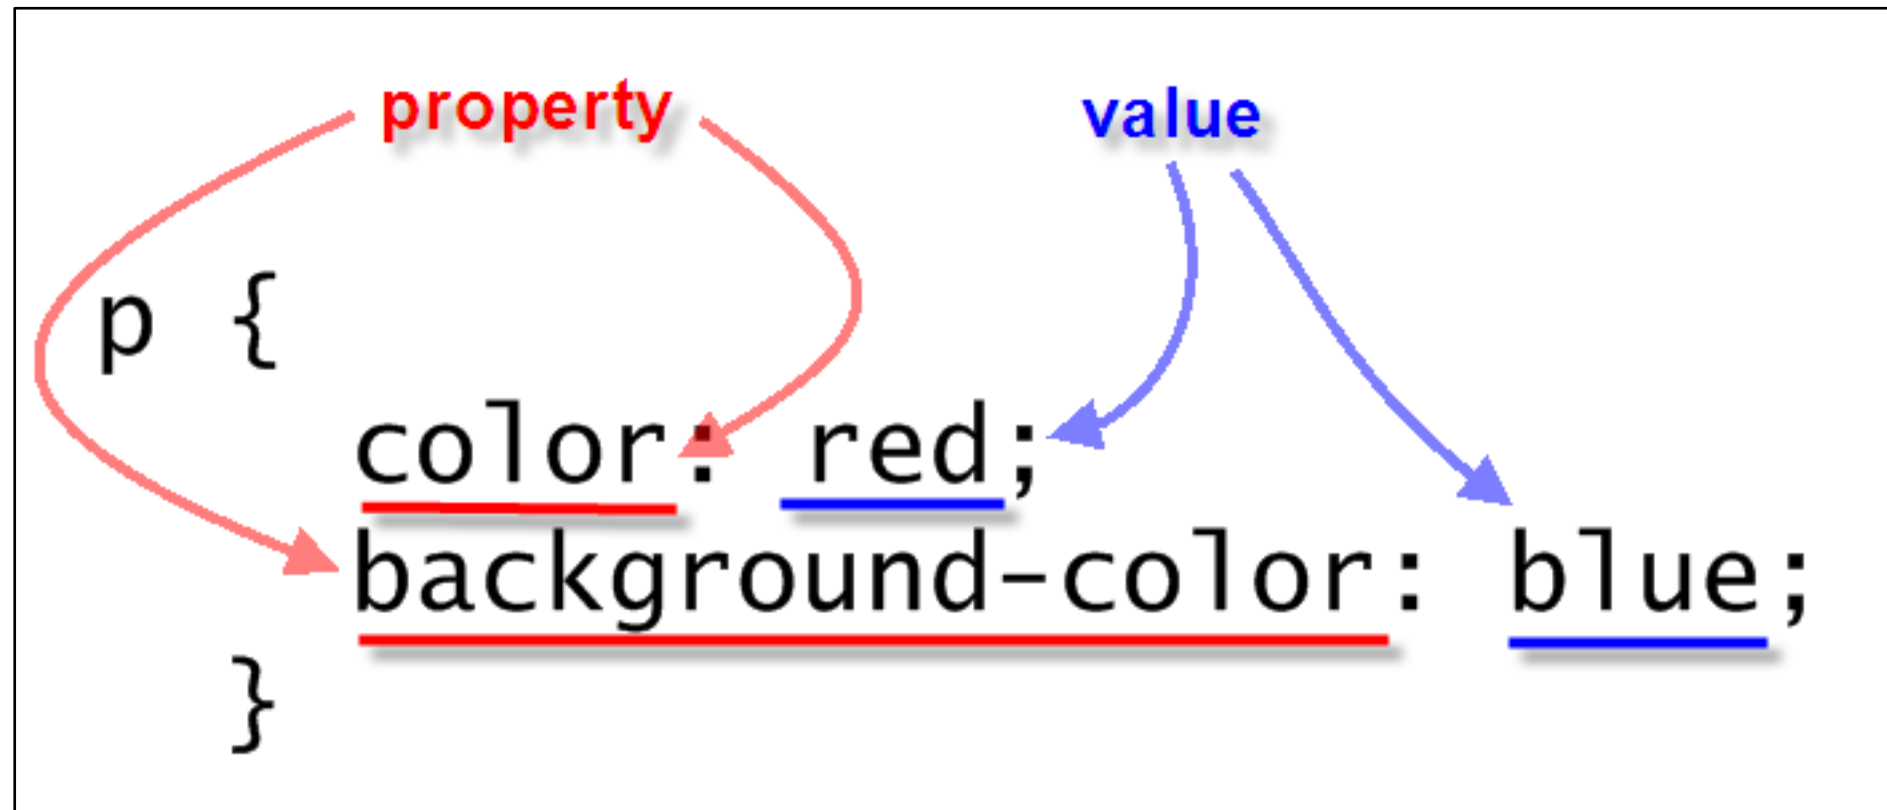 property value
p {
color: red;
background-color: blue;
}